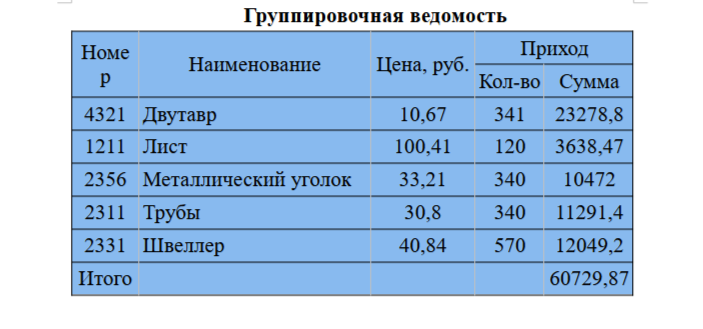 Группировочная ведомость
Номе
р
Наименование
Цена, руб.
Приход
Кол-во Сумма
4321 Двутавр 10,67 341 23278,8
1211 Лист 100,41 120 3638,47
2356 Металлический уголок 33,21 340 10472
2311 Трубы 30,8 340 11291,4
2331 Швеллер 40,84 570 12049,2
Итого 60729,87